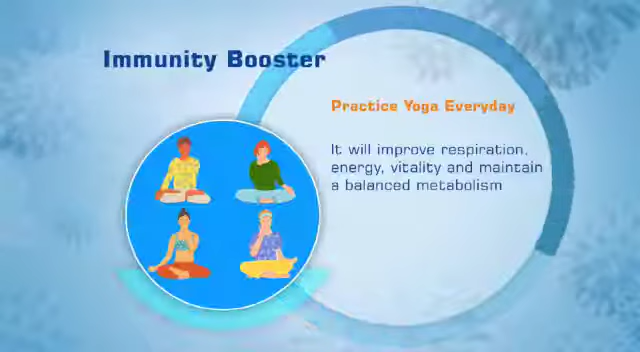 Immunity Booster
Practice Yoga Everyday
It will improve respiration,
energy, vitality and maintain
a balanced metabolism